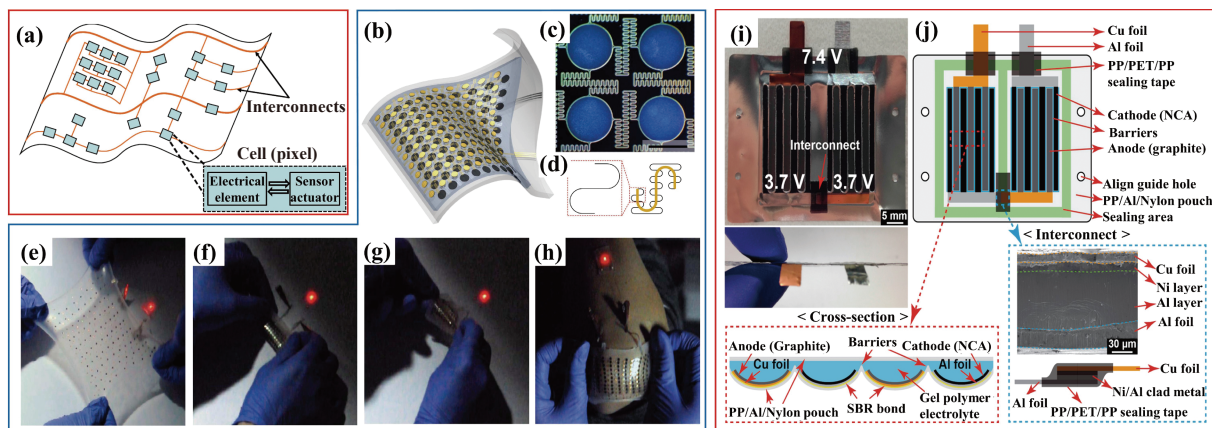 (a)
Interconnects
Cell (pixel)
Electrical
element
Sensor
actuator
(b)
(c)
(d)
(e)
(f)
(g)
(h)
(i)
7.4 V
Interconnect
3.7 V
3.7 V
5 mm
(j)
Cu foil
Al foil
PP/PET/PP
sealing tape
Cathode (NCA)
Barriers
Anode (graphite)
Align guide hole
PP/Al/Nylon pouch
Sealing area
< Interconnect >
Cu foil
Ni layer
Al layer
Al foil
30 μm
Cu foil
Ni/Al clad metal
Al foil
PP/PET/PP sealing tape
< Cross-section >
Anode (Graphite)
Barriers
Cathode (NCA)
Cu foil
Al foil
PP/Al/Nylon pouch
SBR bond
Gel polymer
electrolyte